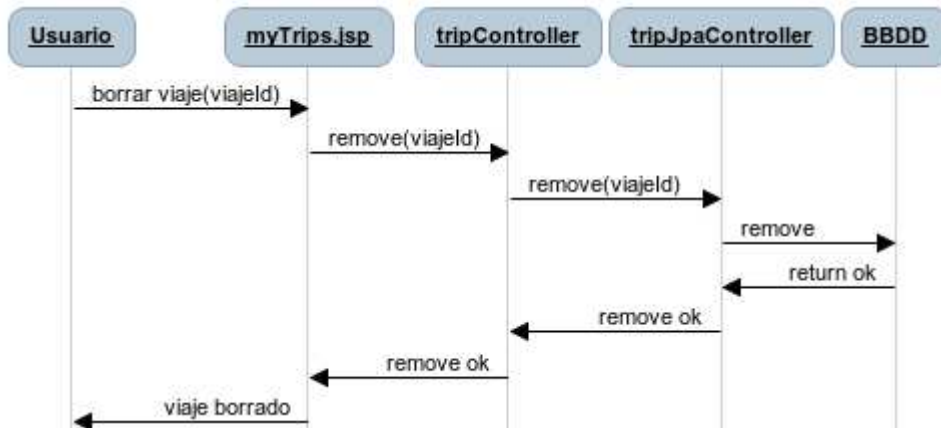 Usuario
myTrips.jsp
tripController
tripJpaController
BBDD
borrar viaje(viajeId)
remove(viajeId)
remove(viajeId)
remove
return ok
remove ok
remove ok
viaje borrado